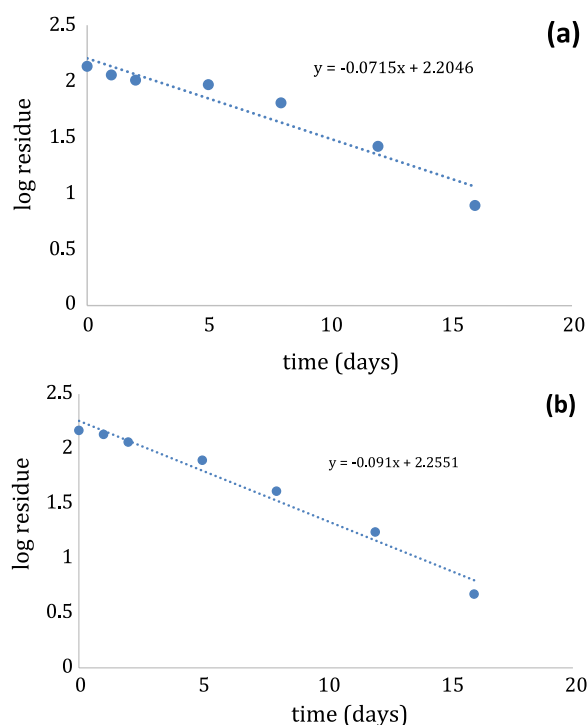 (a)
2.5
y = -0.0715x + 2.2046
2
1.5
1
0.5
0
0 5 10 15 20
log residue
time (days)
(b)
2.5
y = -0.091x + 2.2551
2
1.5
1
0.5
0
0 5 10 15 20
log residue
time (days)